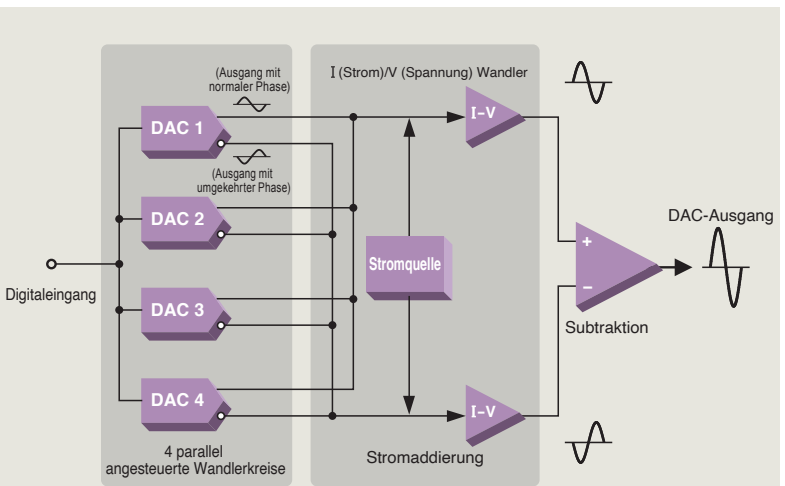 (Ausgang mit
normaler Phase)
I (Strom)/V (Spannung) Wandler
DAC 1
I-V
(Ausgang mit
umgekehrter Phase)
DAC 2
DAC-Ausgang
+
Stromquelle
Digitaleingang
−
DAC 3
Subtraktion
DAC 4
I-V
4 parallel
angesteuerte Wandlerkreise
Stromaddierung